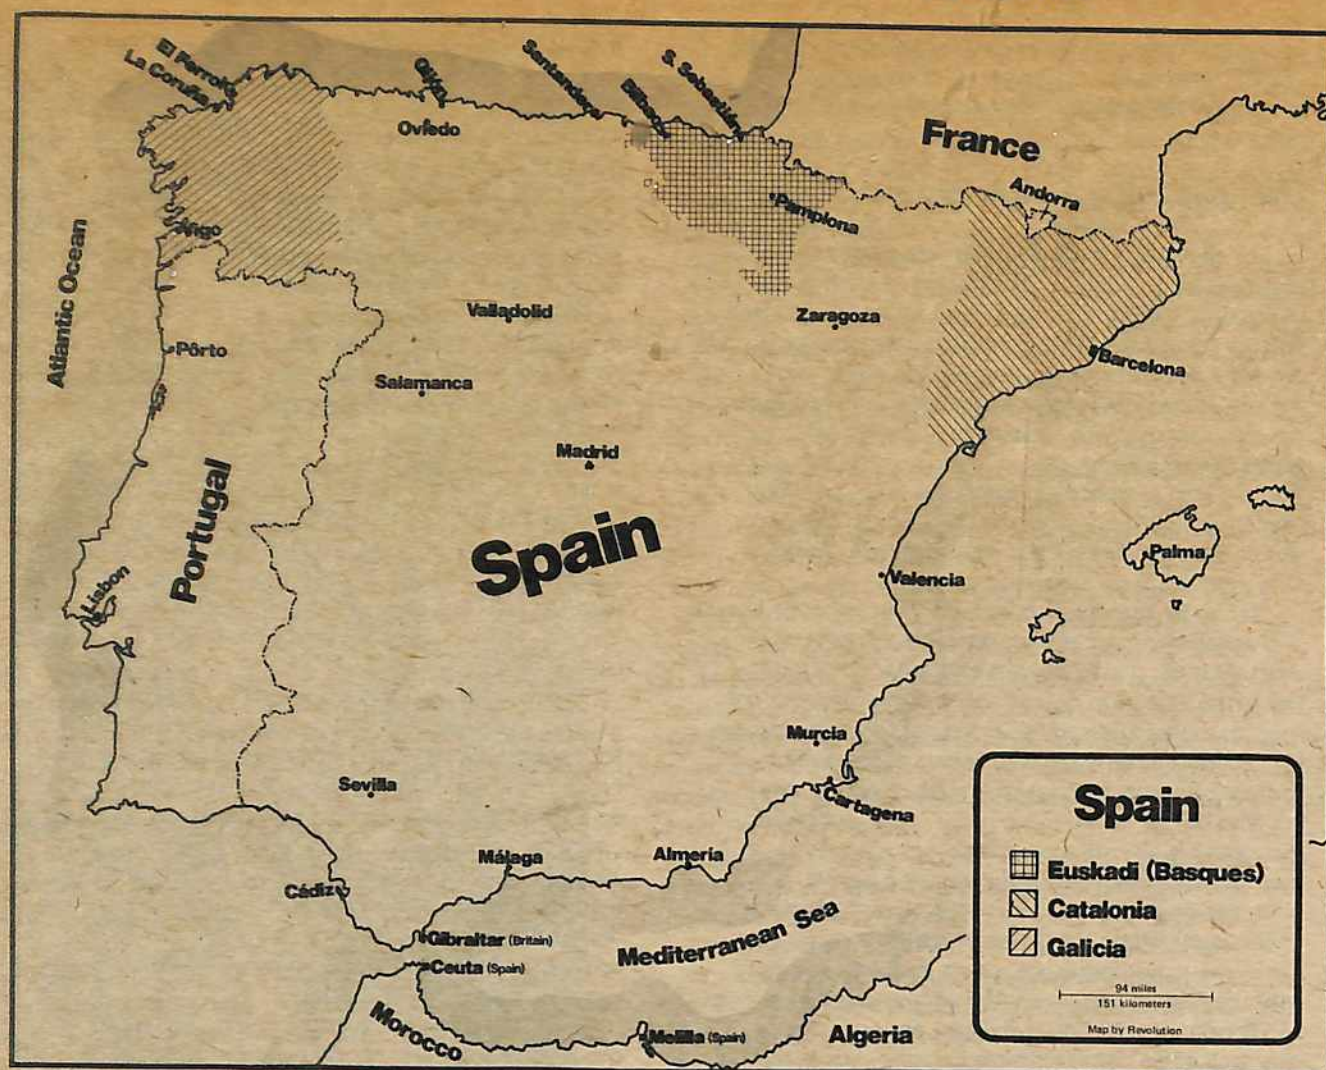 El Ferrol
La Coruña
Gijón
Santander
Bilbao
S. Sebastián
Oviedo
France
Andorra
Pamplona
Atlantic Ocean
Valladolid
Zaragoza
Pôrto
Barcelona
Salamanca
Madrid
Portugal
Spain
Palma
Lisbon
Valencia
Murcia
Sevilla
Cartagena
Málaga
Almería
Cádiz
Gibraltar (Britain)
Ceuta (Spain)
Mediterranean Sea
Morocco
Melilla (Spain)
Algeria
Spain
Euskadi (Basques)
Catalonia
Galicia
94 miles
151 kilometers
Map by Revolution